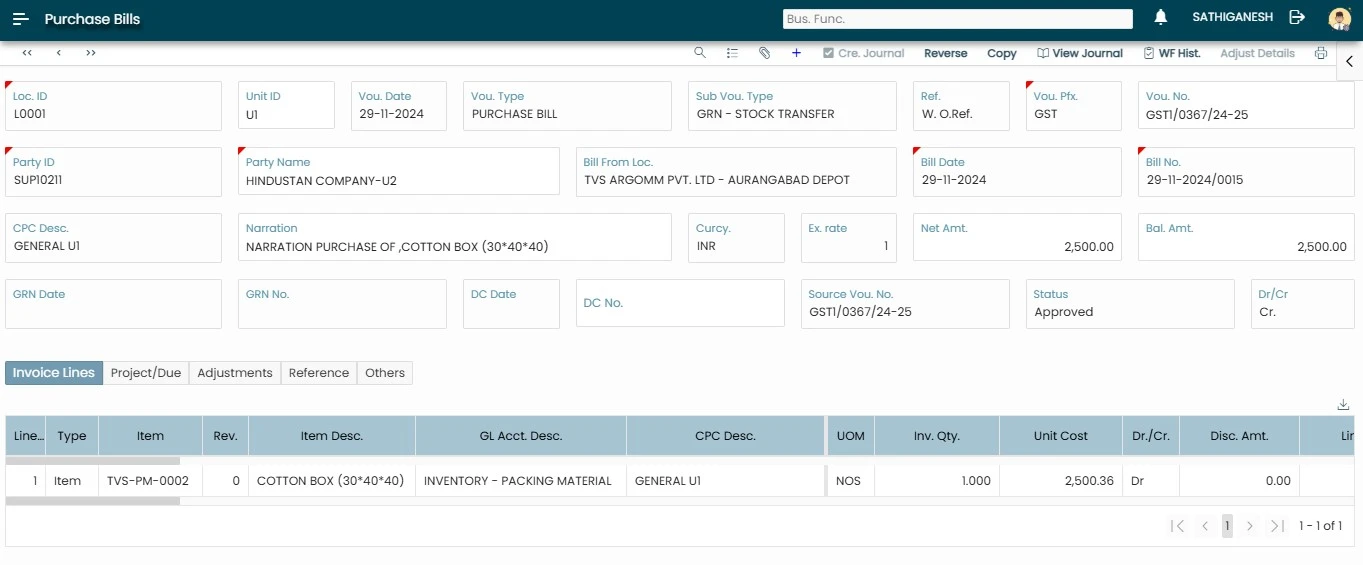 Purchase Bills
Bus. Func.
SATHIGANESH
<< < >>
+ Cre. Journal Reverse Copy View Journal WF Hist. Adjust Details
Loc. ID Unit ID Vou. Date Vou. Type Sub Vou. Type Ref. Vou. Pfx. Vou. No.
L0001 U1 29-11-2024 PURCHASE BILL GRN - STOCK TRANSFER W. O.Ref. GST GST1/0367/24-25
Party ID Party Name Bill From Loc. Bill Date Bill No.
SUP10211 HINDUSTAN COMPANY-U2 TVS ARGOMM PVT. LTD - AURANGABAD DEPOT 29-11-2024 29-11-2024/0015
CPC Desc. Narration Curcy. Ex. rate Net Amt. Bal. Amt.
GENERAL U1 NARRATION PURCHASE OF ,COTTON BOX (30*40*40) INR 1 2,500.00 2,500.00
GRN Date GRN No. DC Date DC No. Source Vou. No. Status Dr/Cr
GST1/0367/24-25 Approved Cr.
Invoice Lines Project/Due Adjustments Reference Others
Line... Type Item Rev. Item Desc. GL Acct. Desc. CPC Desc. UOM Inv. Qty. Unit Cost Dr./Cr. Disc. Amt. Lir
1 Item TVS-PM-0002 0 COTTON BOX (30*40*40) INVENTORY - PACKING MATERIAL GENERAL U1 NOS 1.000 2,500.36 Dr 0.00
1 1 - 1 of 1